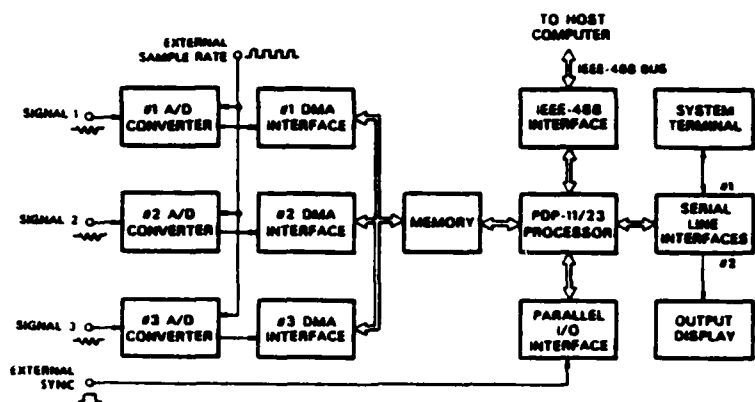 TO HOST
COMPUTER
IEEE-488 BUS
EXTERNAL
SAMPLE RATE
SIGNAL 1
#1 A/D
CONVERTER
#1 DMA
INTERFACE
IEEE-488
INTERFACE
SYSTEM
TERMINAL
#1
SIGNAL 2
#2 A/D
CONVERTER
#2 DMA
INTERFACE
MEMORY
PDP-11/23
PROCESSOR
SERIAL
LINE
INTERFACES
#2
SIGNAL 3
#3 A/D
CONVERTER
#3 DMA
INTERFACE
PARALLEL
I/O
INTERFACE
OUTPUT
DISPLAY
EXTERNAL
SYNC